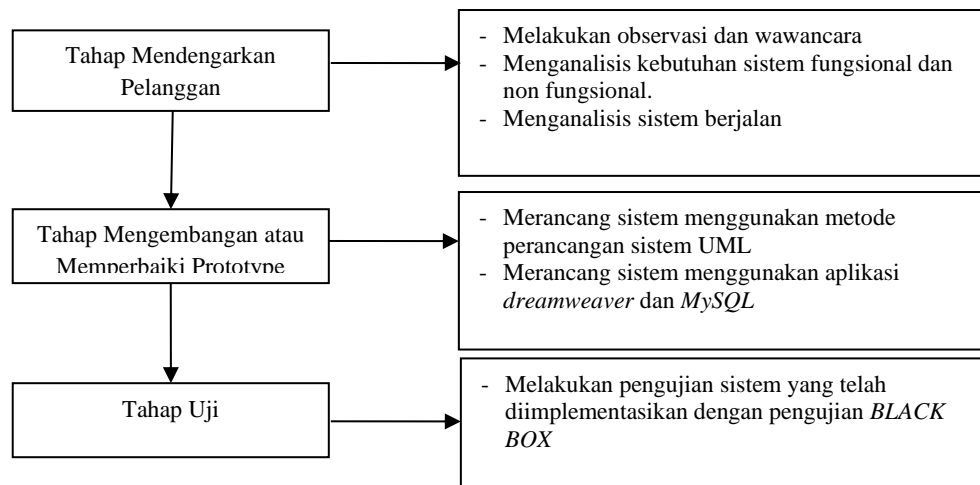 Tahap Mendengarkan
Pelanggan
- Melakukan observasi dan wawancara
- Menganalisis kebutuhan sistem fungsional dan
non fungsional.
- Menganalisis sistem berjalan
Tahap Mengembangan atau
Memperbaiki Prototype
- Merancang sistem menggunakan metode
perancangan sistem UML
- Merancang sistem menggunakan aplikasi
dreamweaver dan MySQL
Tahap Uji
- Melakukan pengujian sistem yang telah
diimplementasikan dengan pengujian BLACK
BOX